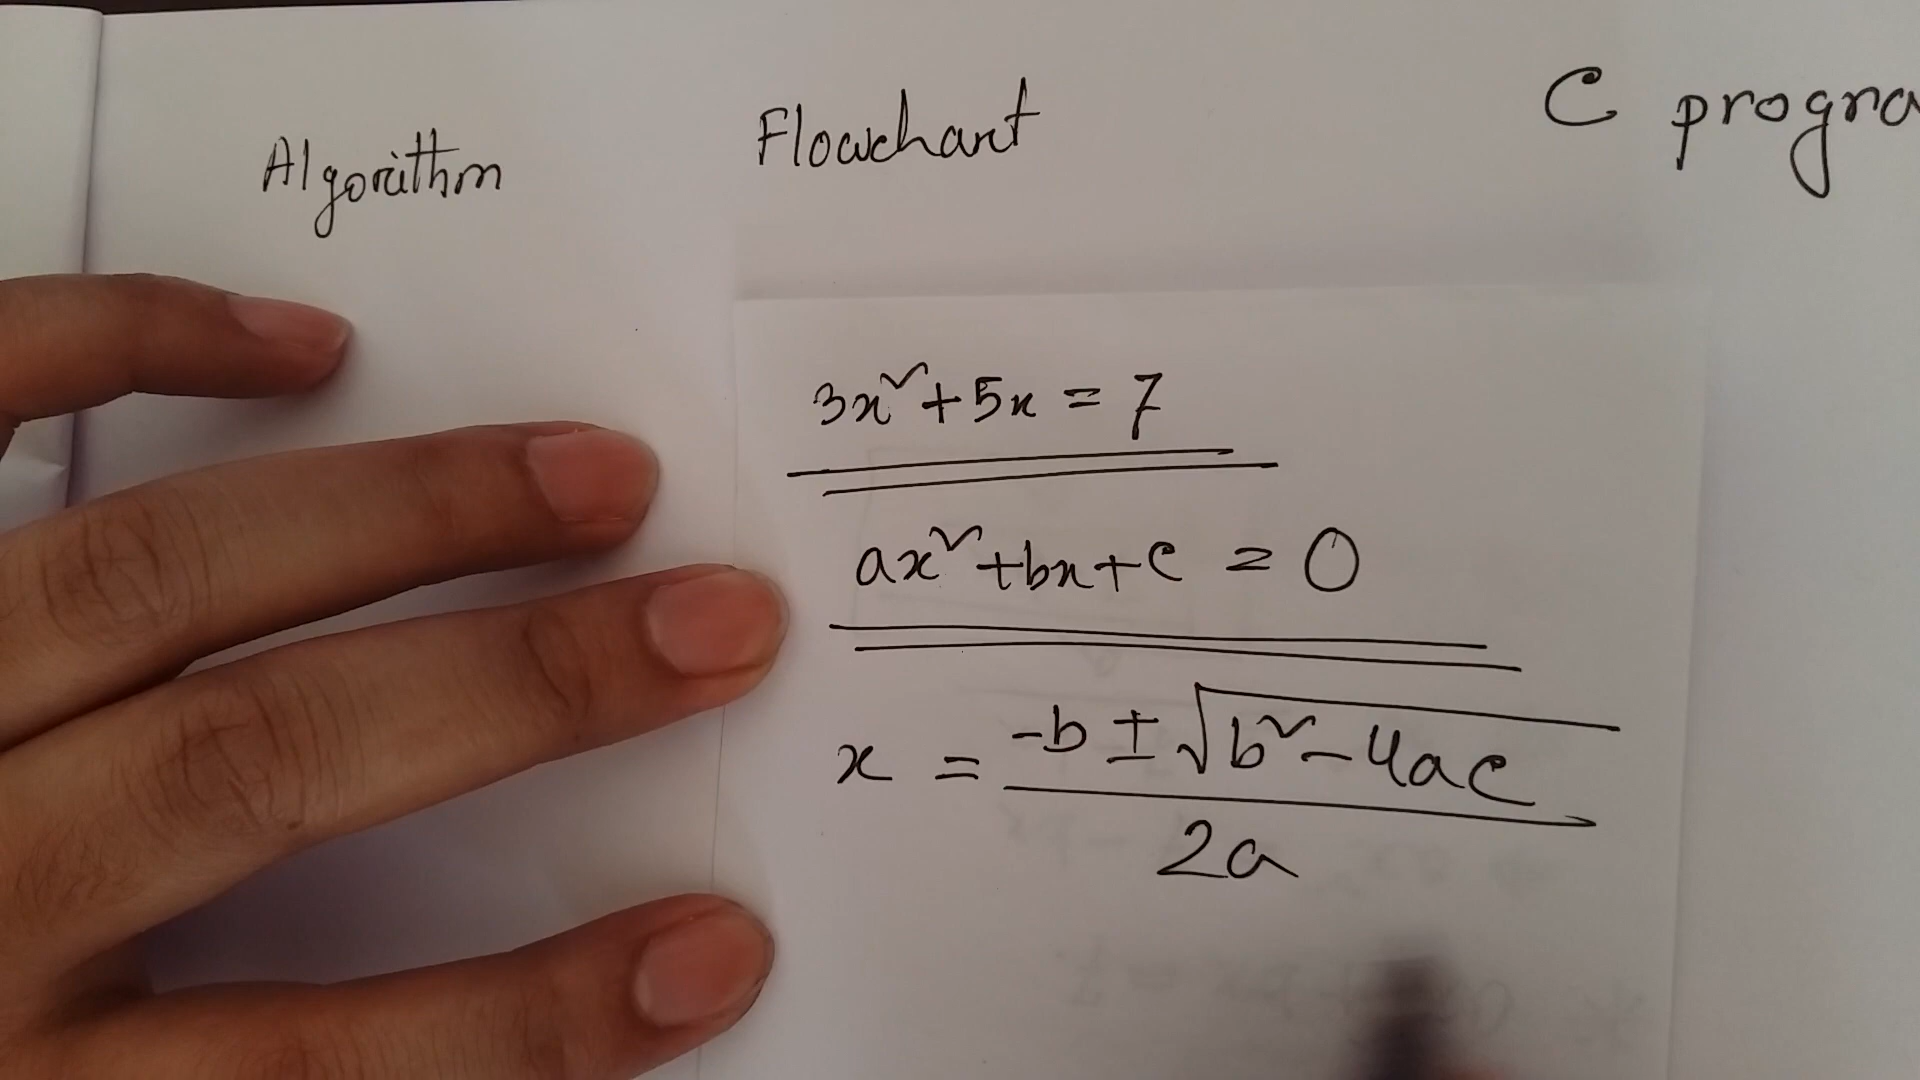 Algorithm
Flowchart
C progra
3x²+5x = 7
ax²+bx+c = 0
x = -b ± √b²-4ac
2a